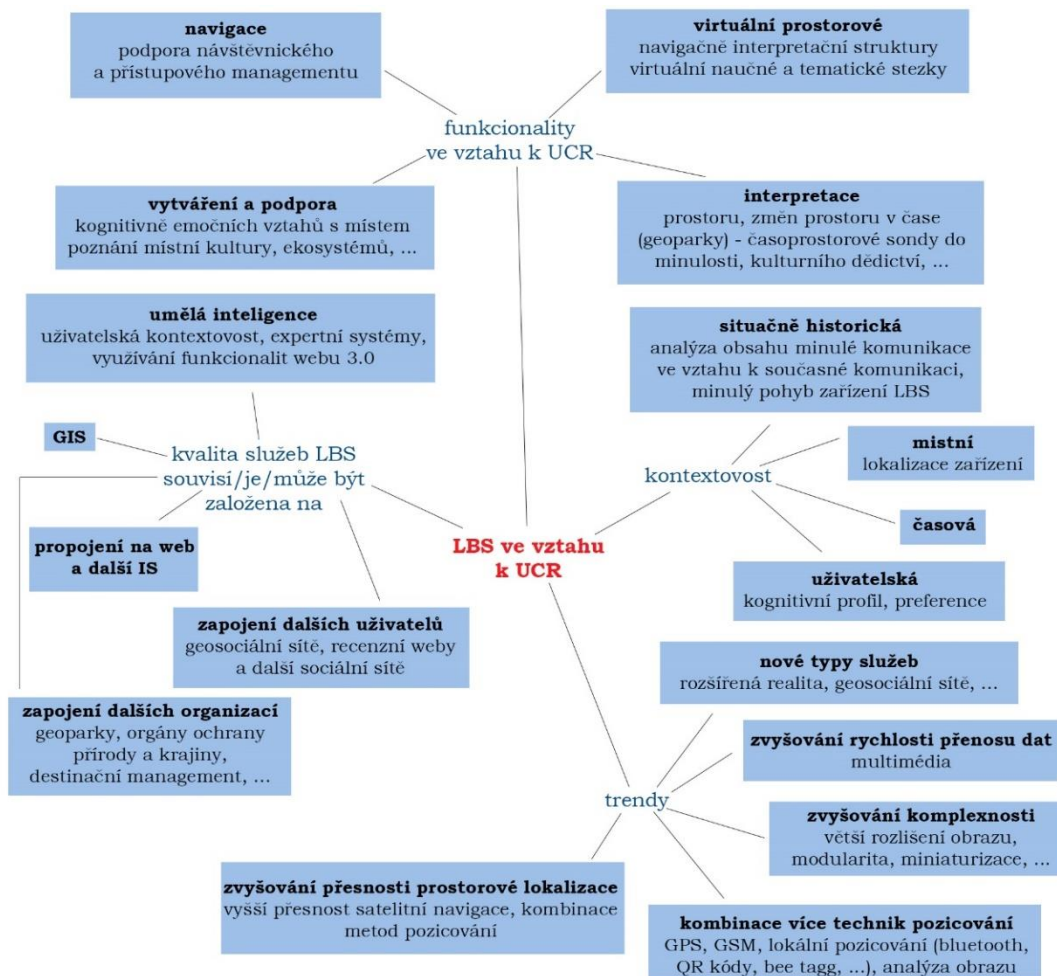 navigace
podpora návštěvnického
a přístupového managementu
virtuální prostorové
navigačně interpretační struktury
virtuální naučné a tematické stezky
funkcionality
ve vztahu k UCR
vytváření a podpora
kognitivně emočních vztahů s místem
poznání místní kultury, ekosystémů, ...
interpretace
prostoru, změn prostoru v čase
(geoparky) - časoprostorové sondy do
minulosti, kulturního dědictví, ...
umělá inteligence
uživatelská kontextovost, expertní systémy,
využívání funkcionalit webu 3.0
situačně historická
analýza obsahu minulé komunikace
ve vztahu k současné komunikaci,
minulý pohyb zařízení LBS
GIS
kvalita služeb LBS
souvisí/je/může být
založena na
mistní
lokalizace zařízení
kontextovost
časová
propojení na web
a další IS
LBS ve vztahu
k UCR
uživatelská
kognitivní profil, preference
zapojení dalších uživatelů
geosociální sítě, recenzní weby
a další sociální sítě
nové typy služeb
rozšířená realita, geosociální sítě, ...
zapojení dalších organizací
geoparky, orgány ochrany
přírody a krajiny,
destinační management, ...
zvyšování rychlosti přenosu dat
multimédia
trendy
zvyšování komplexnosti
větší rozlišení obrazu,
modularita, miniaturizace, ...
zvyšování přesnosti prostorové lokalizace
vyšší přesnost satelitní navigace, kombinace
metod pozicování
kombinace více technik pozicování
GPS, GSM, lokální pozicování (bluetooth,
QR kódy, bee tagg, ...), analýza obrazu